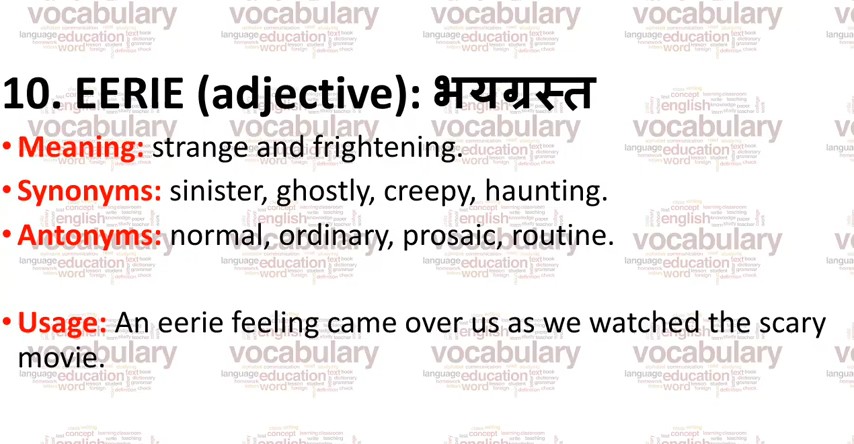 10. EERIE (adjective): भयग्रस्त
• Meaning: strange and frightening.
• Synonyms: sinister, ghostly, creepy, haunting.
• Antonyms: normal, ordinary, prosaic, routine.
• Usage: An eerie feeling came over us as we watched the scary
movie.